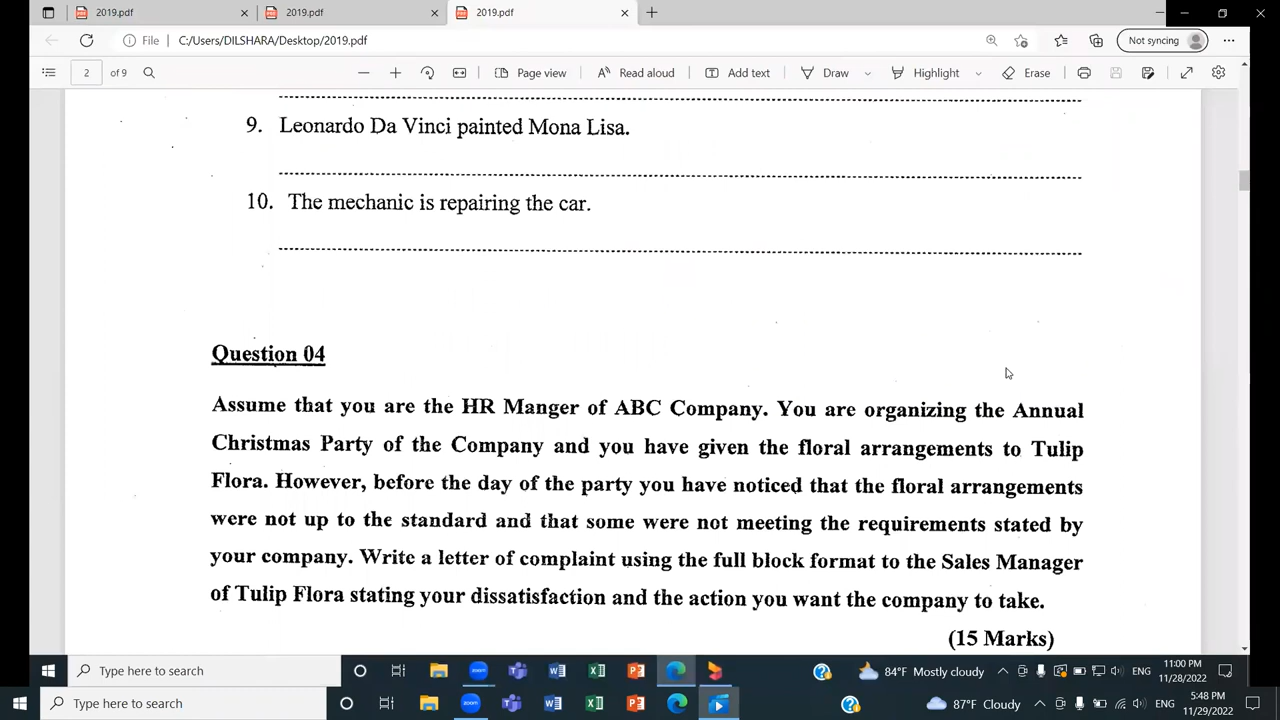 2019.pdf
2019.pdf
2019.pdf
File C:/Users/DILSHARA/Desktop/2019.pdf
Not syncing
2 of 9
Page view
Read aloud
Add text
Draw
Highlight
Erase
9. Leonardo Da Vinci painted Mona Lisa.
10. The mechanic is repairing the car.
Question 04
Assume that you are the HR Manger of ABC Company. You are organizing the Annual
Christmas Party of the Company and you have given the floral arrangements to Tulip
Flora. However, before the day of the party you have noticed that the floral arrangements
were not up to the standard and that some were not meeting the requirements stated by
your company. Write a letter of complaint using the full block format to the Sales Manager
of Tulip Flora stating your dissatisfaction and the action you want the company to take.
(15 Marks)
Type here to search
zoom
84°F Mostly cloudy
ENG
11:00 PM
11/28/2022
Type here to search
zoom
87°F Cloudy
ENG
5:48 PM
11/29/2022